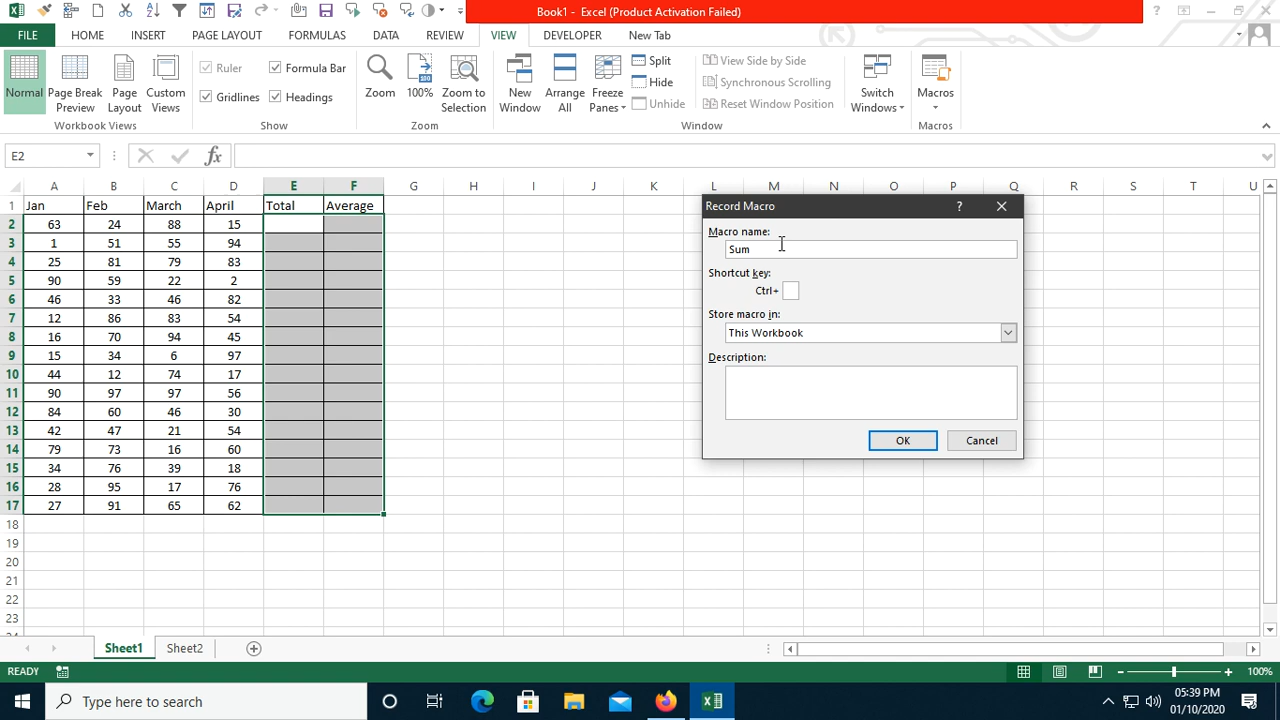 Book1 - Excel (Product Activation Failed)
FILE HOME INSERT PAGE LAYOUT FORMULAS DATA REVIEW VIEW DEVELOPER New Tab
Normal
Page Break Preview
Page Layout
Custom Views
Ruler Formula Bar
Gridlines Headings
Zoom
100%
Zoom to Selection
New Window
Arrange All
Freeze Panes
Split
Hide
Unhide
View Side by Side
Synchronous Scrolling
Reset Window Position
Switch Windows
Macros
Workbook Views Show Zoom Window Macros
E2 fx
A B C D E F G H I J K L M N O P Q R S T U
1 Jan Feb March April Total Average
2 63 24 88 15
3 1 51 55 94
4 25 81 79 83
5 90 59 22 2
6 46 33 46 82
7 12 86 83 54
8 16 70 94 45
9 15 34 6 97
10 44 12 74 17
11 90 97 97 56
12 84 60 46 30
13 42 47 21 54
14 79 73 16 60
15 34 76 39 18
16 28 95 17 76
17 27 91 65 62
18
19
20
21
22
23
24
Record Macro ?
Macro name:
Sum
Shortcut key:
Ctrl+
Store macro in:
This Workbook
Description:
OK Cancel
Sheet1 Sheet2
READY 100%
Type here to search
05:39 PM
01/10/2020